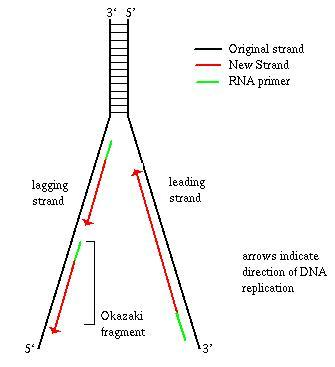 3' 5'
Original strand
New Strand
RNA primer
lagging
strand
leading
strand
arrows indicate
direction of DNA
replication
Okazaki
fragment
5'
3'